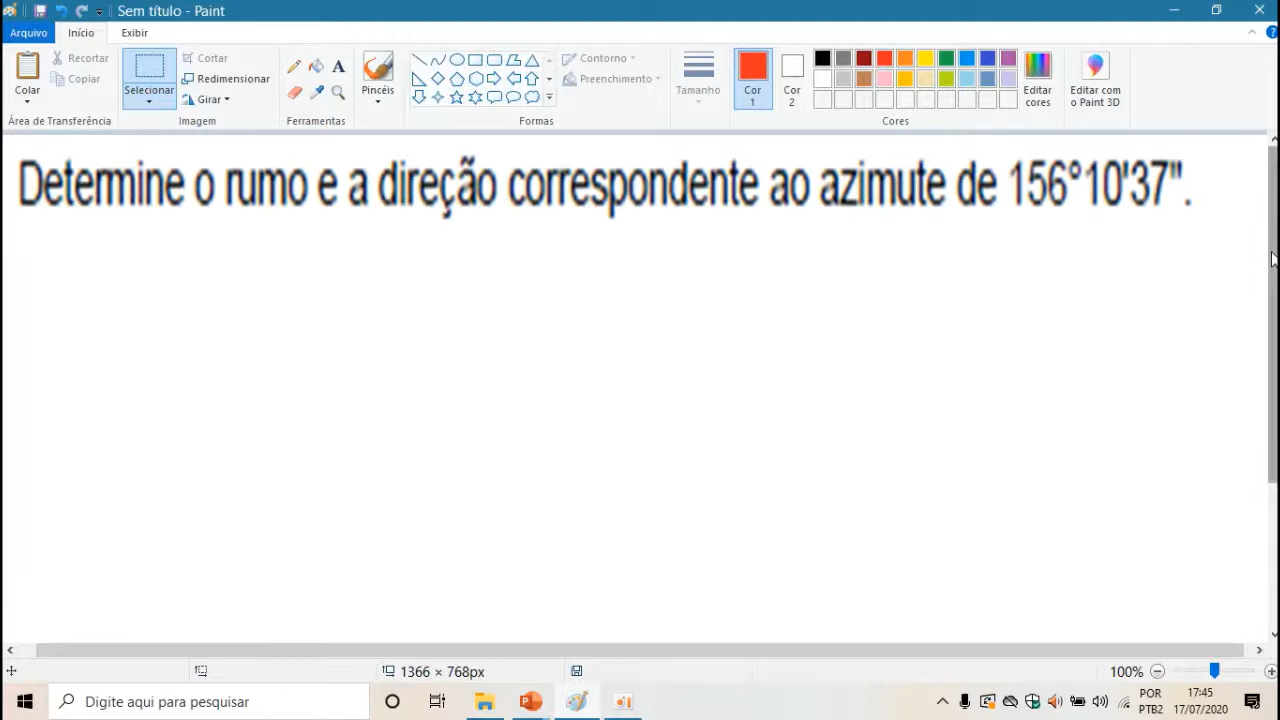 Sem título - Paint
Arquivo Início Exibir
Colar
Recortar
Copiar
Área de Transferência
Selecionar
Cortar
Redimensionar
Girar
Imagem
Ferramentas
Pincéis
Formas
Contorno
Preenchimento
Tamanho
Cor 1
Cor 2
Cores
Editar cores
Editar com o Paint 3D
Determine o rumo e a direção correspondente ao azimute de 156°10'37".
1366 × 768px
100%
Digite aqui para pesquisar
POR
PTB2
17:45
17/07/2020